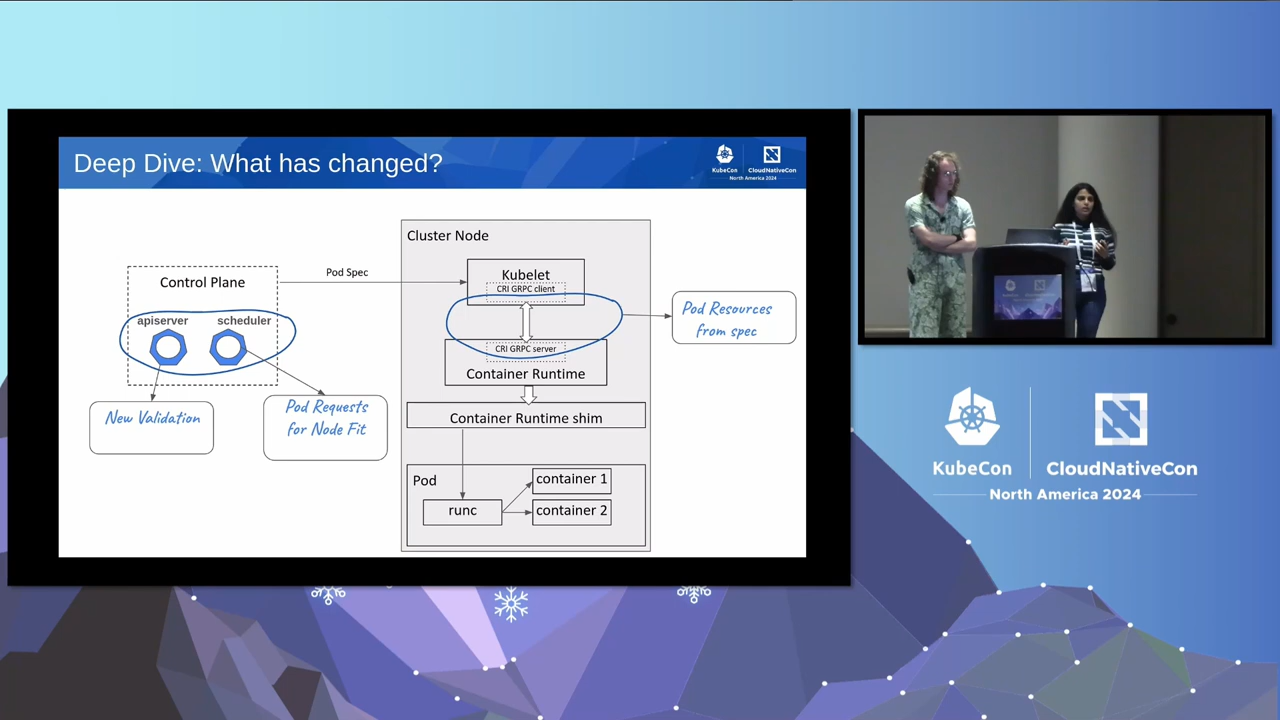 Deep Dive: What has changed?
KubeCon
CloudNativeCon
North America 2024
Cluster Node
Control Plane
apiserver
scheduler
Pod Spec
Kubelet
CRI GRPC client
CRI GRPC server
Container Runtime
Pod Resources
from spec
New Validation
Pod Requests
for Node Fit
Container Runtime shim
Pod
runc
container 1
container 2
KubeCon
CloudNativeCon
North America 2024